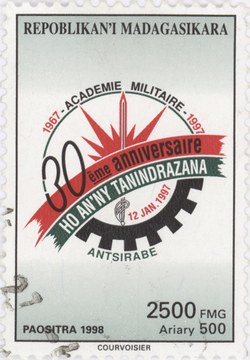 REPOBLIKAN'I MADAGASIKARA
1967-ACADEMIE MILITAIRE-1997
30ème anniversaire
HO AN'NY TANINDRAZANA
12 JAN.1997
ANTSIRABE
2500 FMG
Ariary 500
PAOSITRA 1998
COURVOISIER